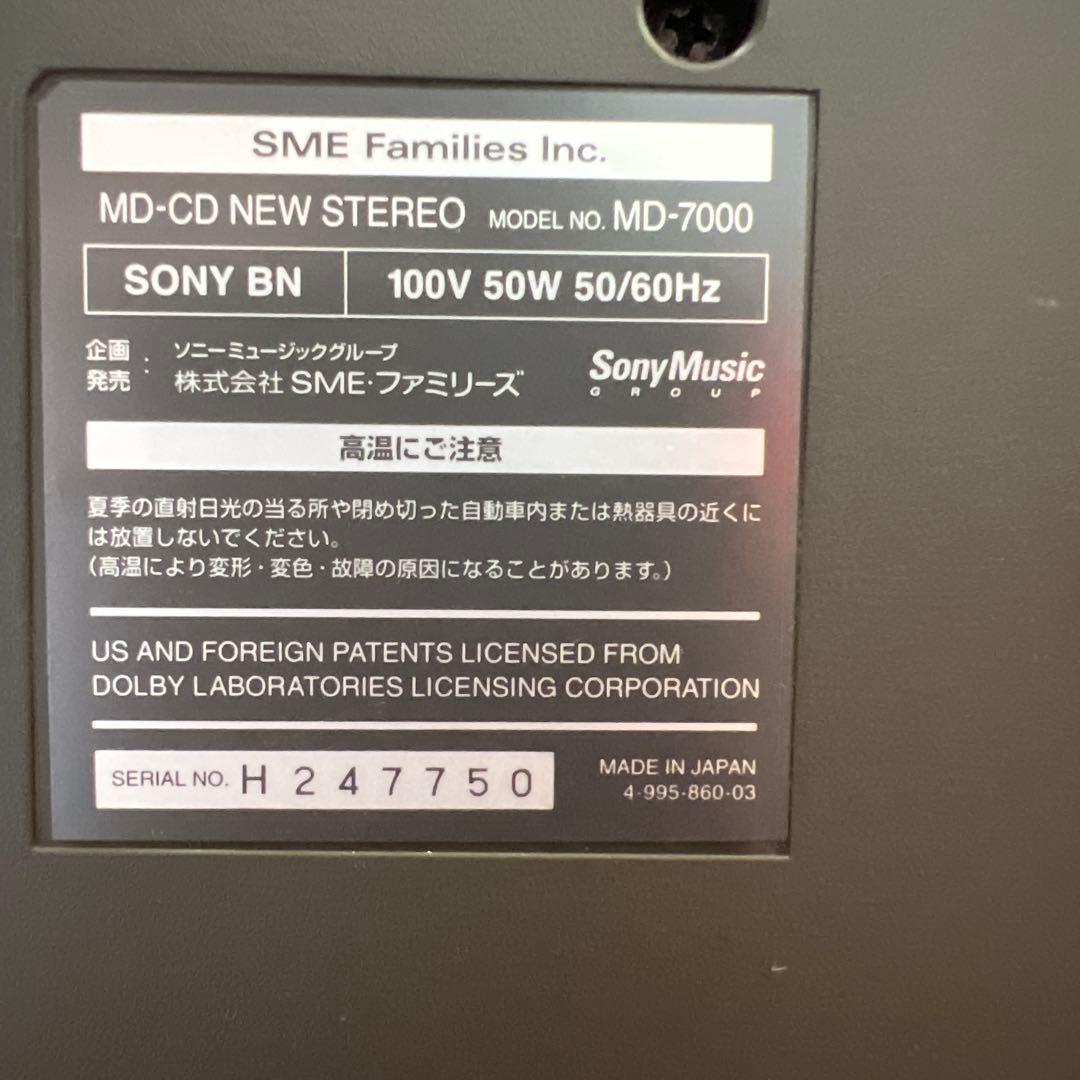 SME Families Inc.
MD-CD NEW STEREO MODEL NO. MD-7000
SONY BN 100V 50W 50/60Hz
企画 : ソニーミュージックグループ
発売 : 株式会社 SME・ファミリーズ
SonyMusic
GROUP
高温にご注意
夏季の直射日光の当る所や閉め切った自動車内または熱器具の近くに
は放置しないでください。
(高温により変形・変色・故障の原因になることがあります。)
US AND FOREIGN PATENTS LICENSED FROM
DOLBY LABORATORIES LICENSING CORPORATION
SERIAL NO. H 247750
MADE IN JAPAN
4-995-860-03